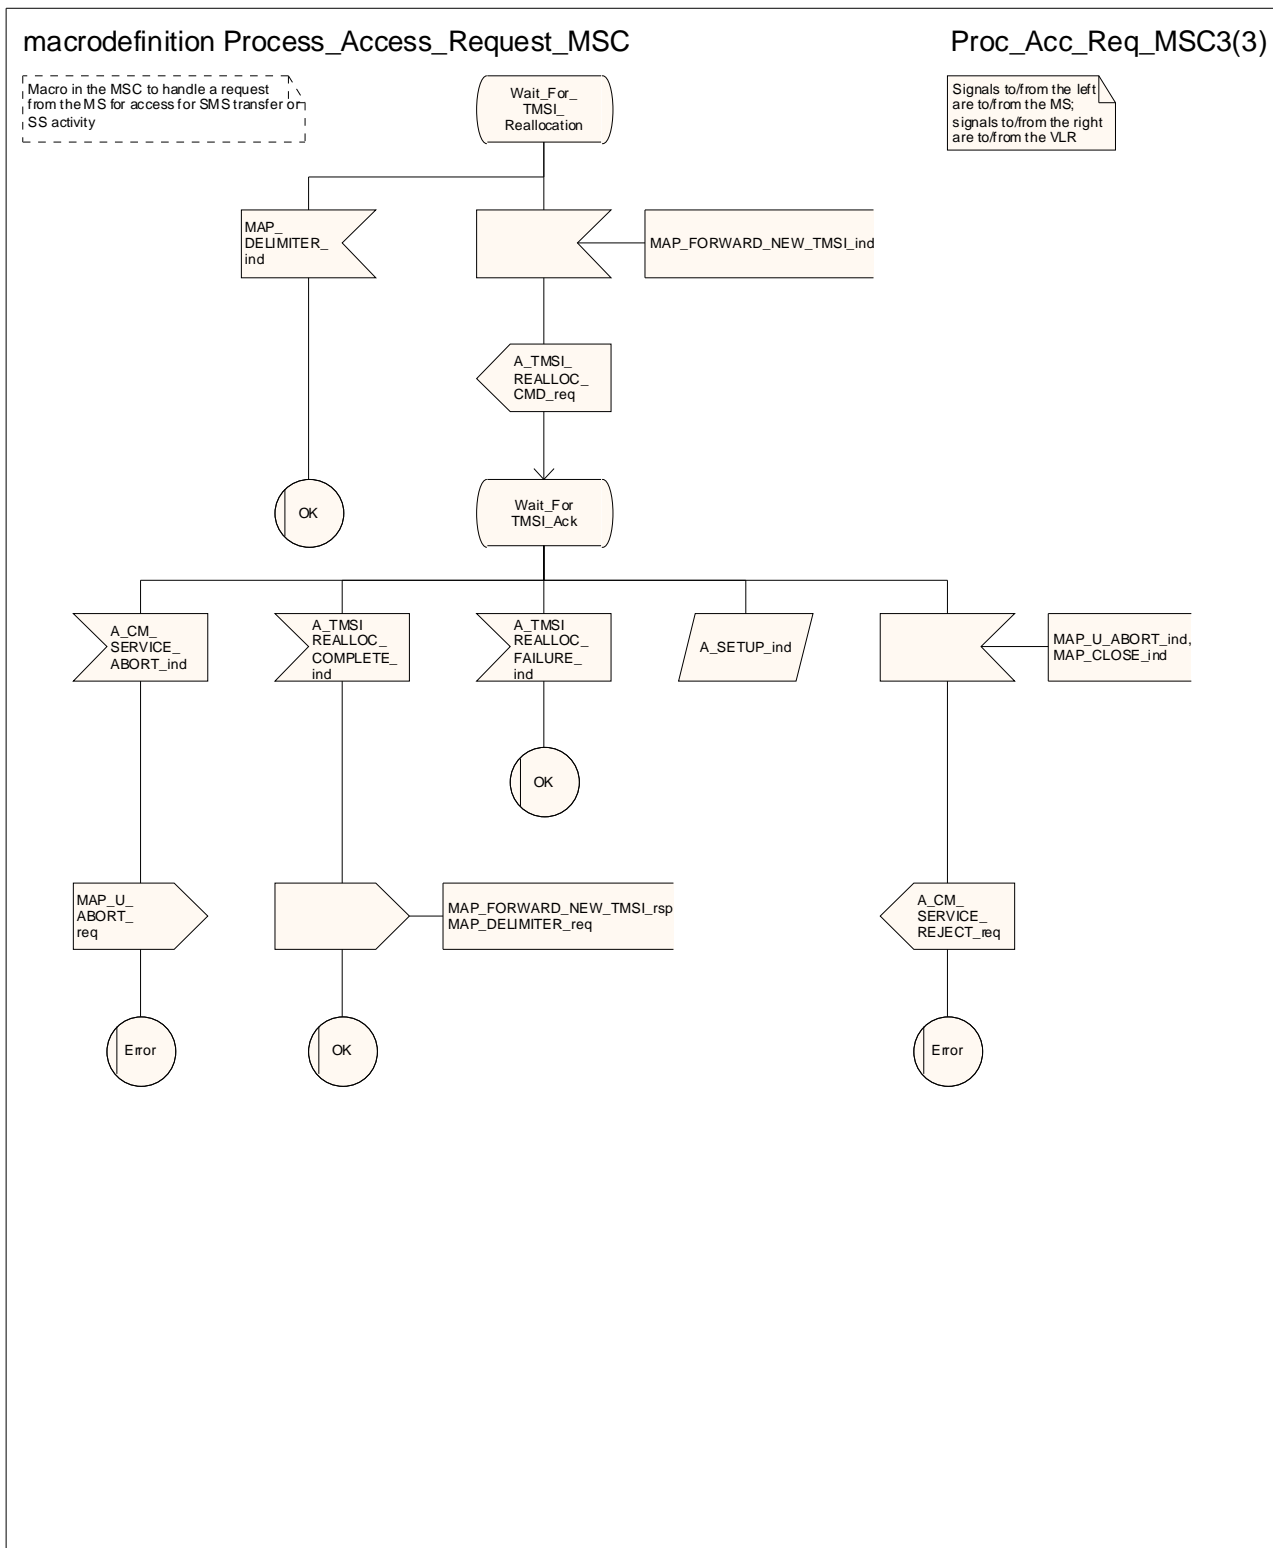 macrodefinition Process_Access_Request_MSC
Proc_Acc_Req_MSC3(3)
Macro in the MSC to handle a request
from the MS for access for SMS transfer or
SS activity
Wait_For_
TMSI_
Reallocation
Signals to/from the left
are to/from the MS;
signals to/from the right
are to/from the VLR
MAP_
DELIMITER_
ind
MAP_FORWARD_NEW_TMSI_ind
A_TMSI_
REALLOC_
CMD_req
OK
Wait_For
TMSI_Ack
A_CM_
SERVICE_
ABORT_ind
A_TMSI
REALLOC_
COMPLETE_
ind
A_TMSI
REALLOC_
FAILURE_
ind
A_SETUP_ind
MAP_U_ABORT_ind,
MAP_CLOSE_ind
OK
MAP_U_
ABORT_
req
MAP_FORWARD_NEW_TMSI_rsp
MAP_DELIMITER_req
A_CM_
SERVICE_
REJECT_req
Error
OK
Error